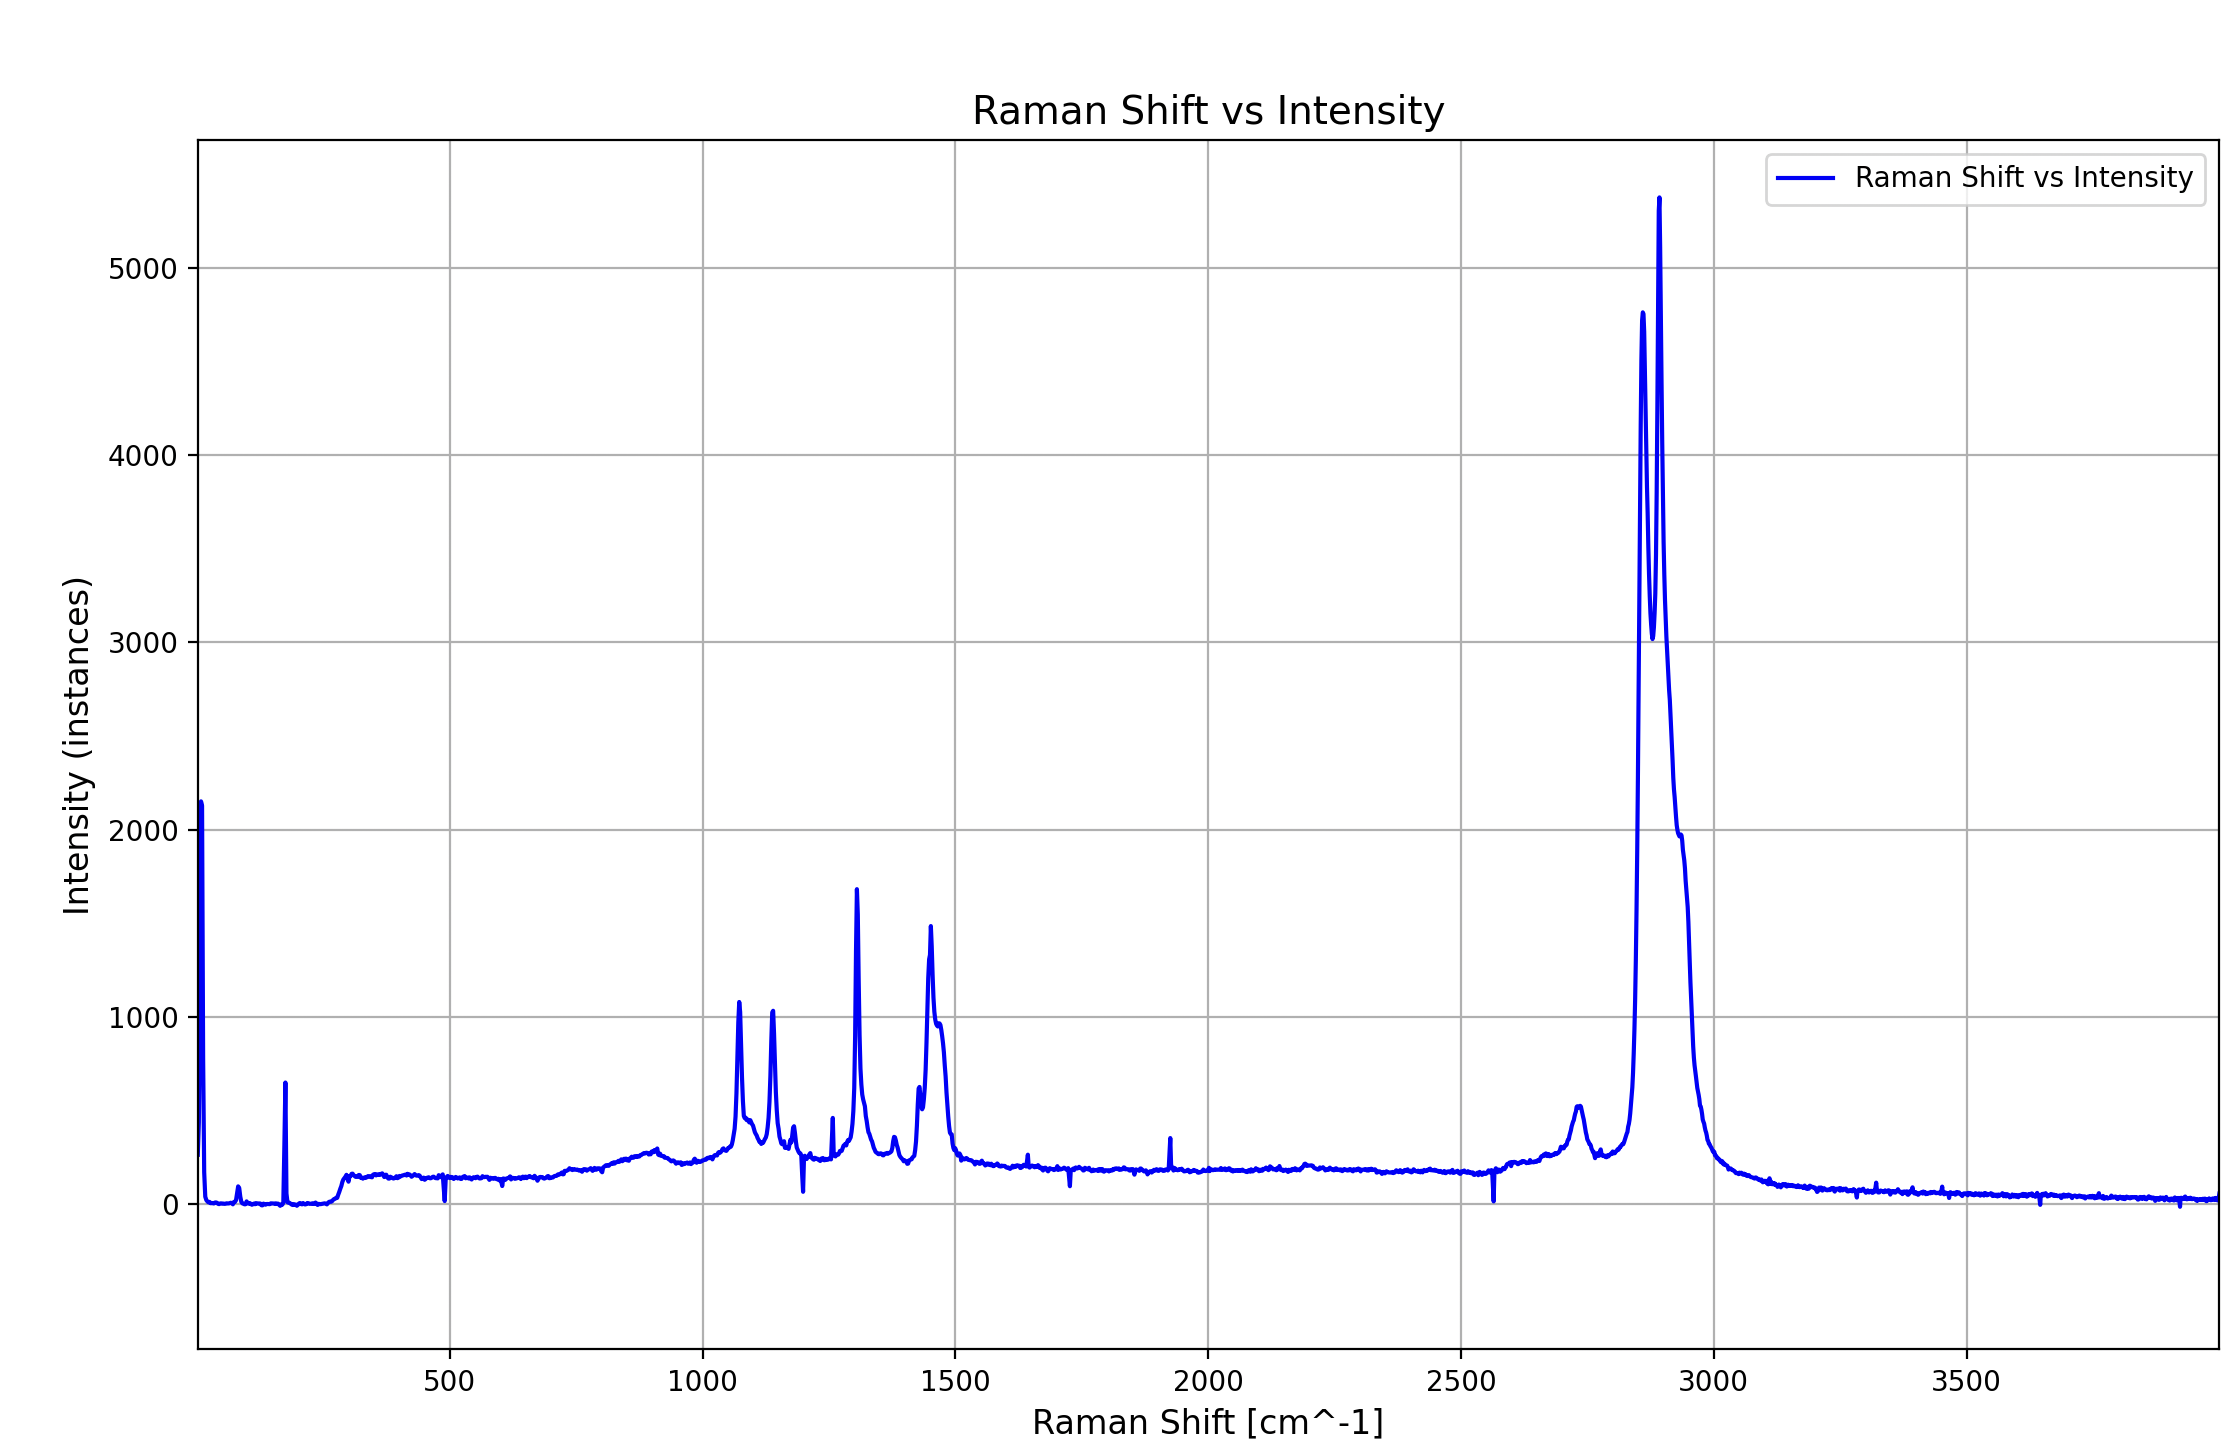 Raman Shift vs Intensity
Raman Shift vs Intensity
Intensity (instances)
5000
4000
3000
2000
1000
0
500 1000 1500 2000 2500 3000 3500
Raman Shift [cm^-1]